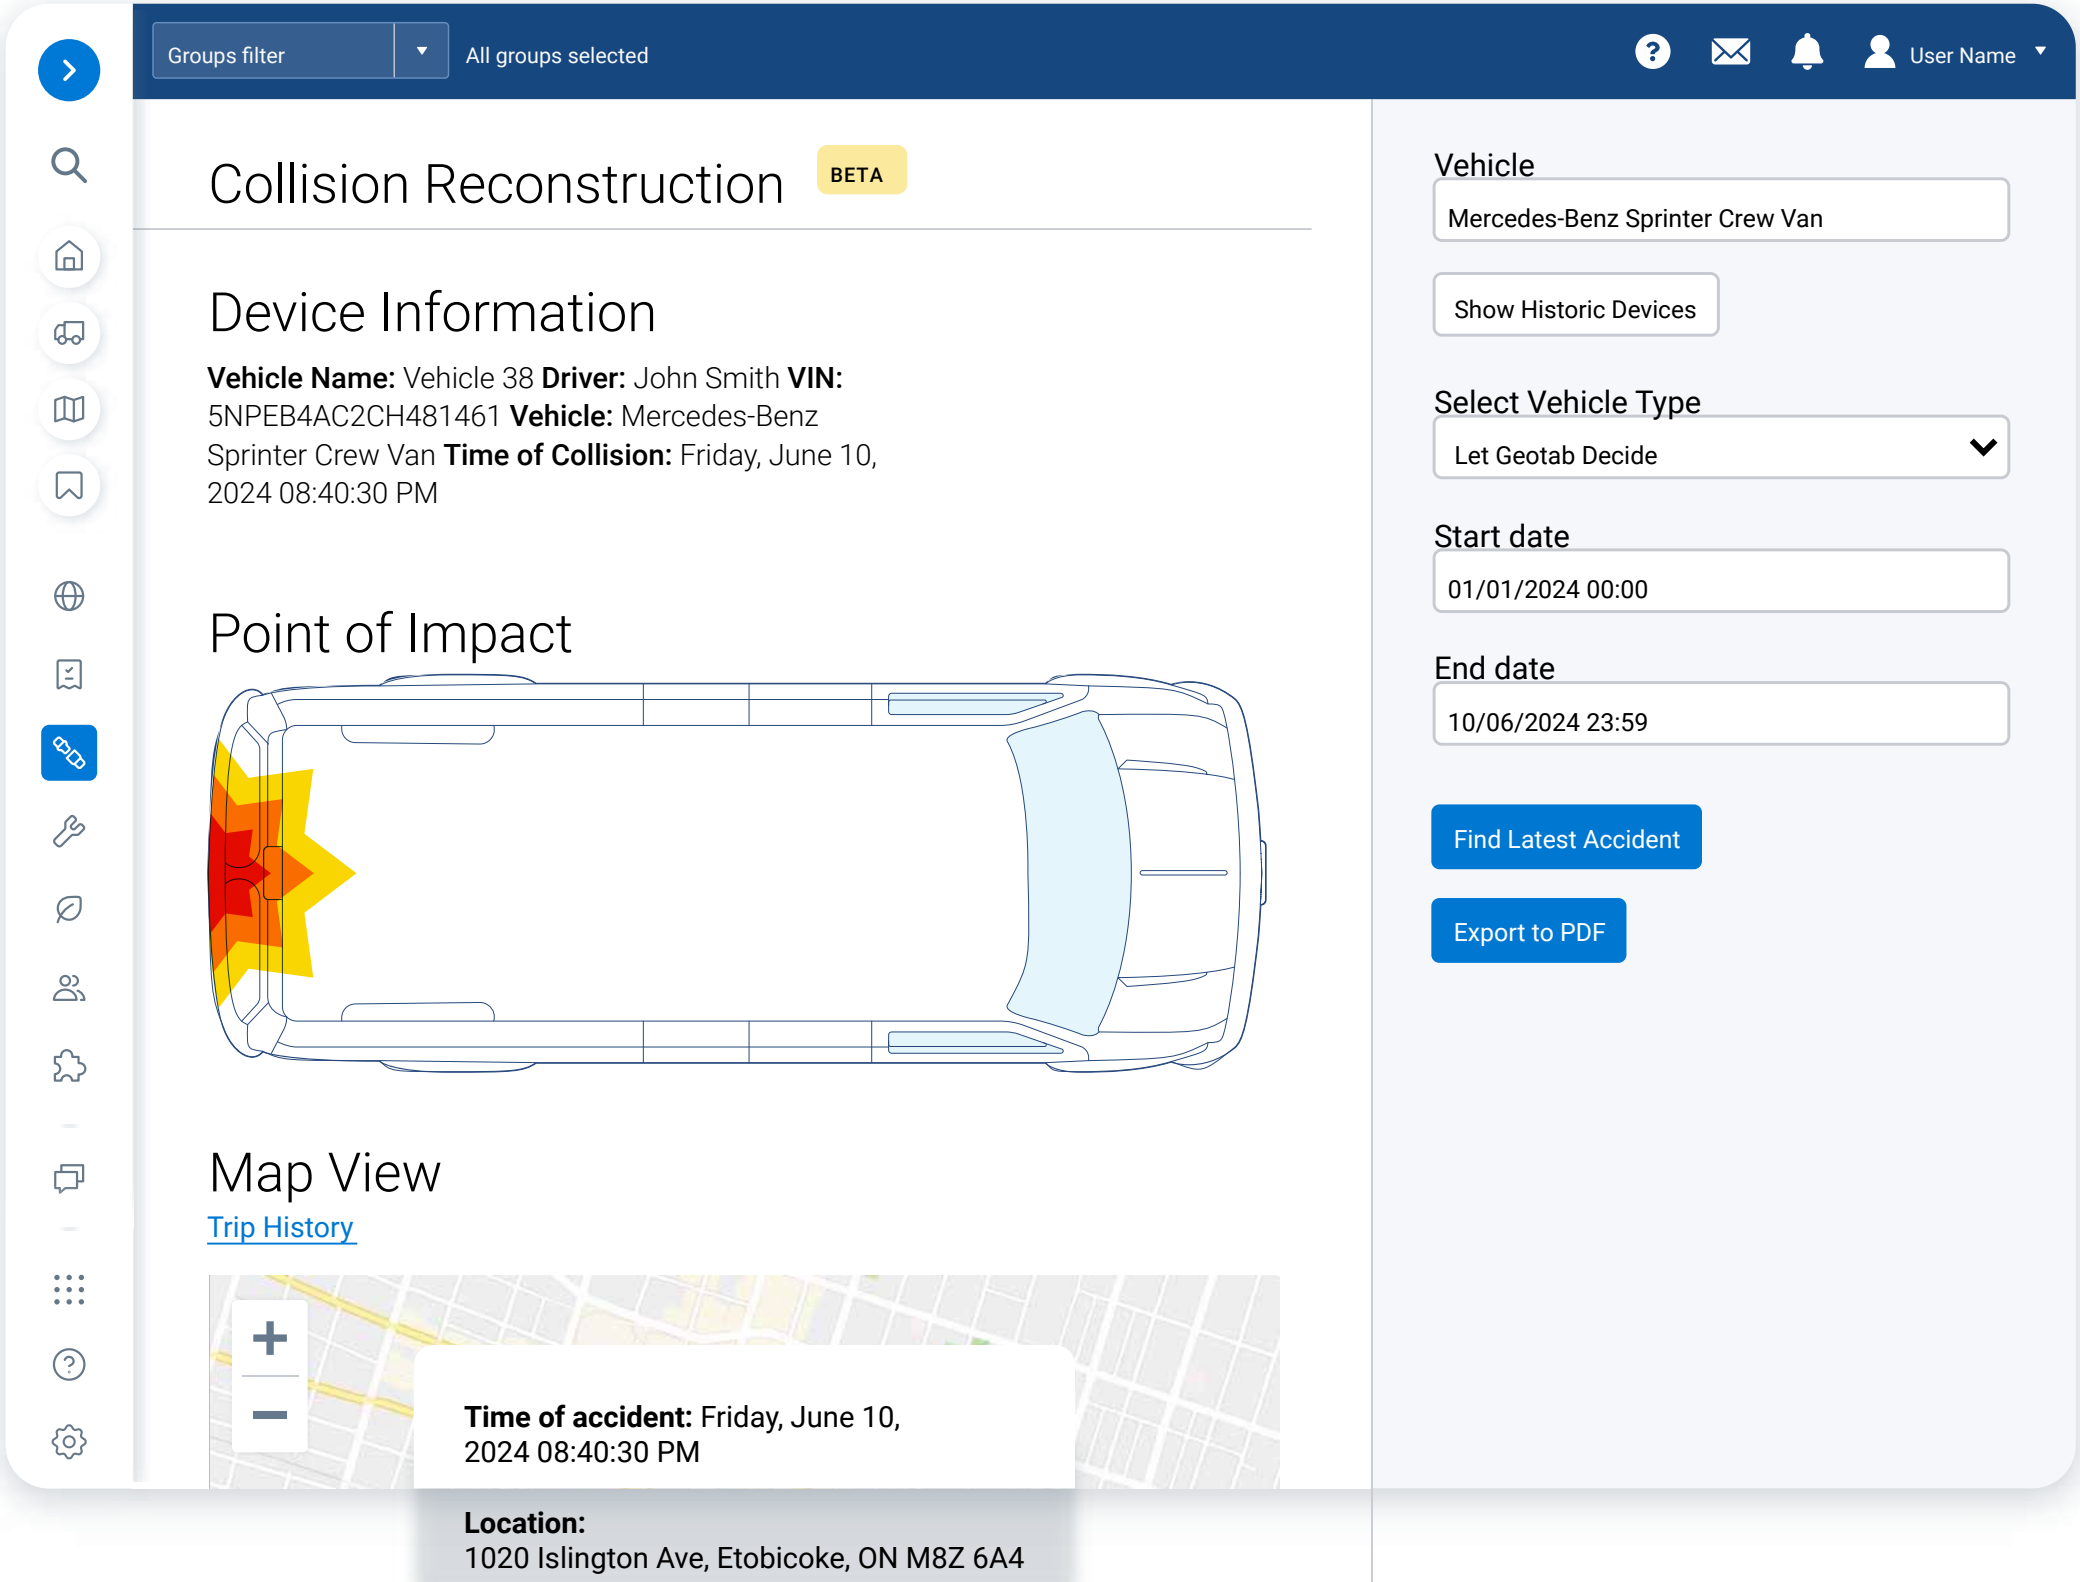 Groups filter
All groups selected
User Name
Collision Reconstruction
BETA
Device Information
Vehicle Name: Vehicle 38 Driver: John Smith VIN:
5NPEB4AC2CH481461 Vehicle: Mercedes-Benz
Sprinter Crew Van Time of Collision: Friday, June 10,
2024 08:40:30 PM
Point of Impact
Map View
Trip History
Time of accident: Friday, June 10,
2024 08:40:30 PM
Location:
1020 Islington Ave, Etobicoke, ON M8Z 6A4
Vehicle
Mercedes-Benz Sprinter Crew Van
Show Historic Devices
Select Vehicle Type
Let Geotab Decide
Start date
01/01/2024 00:00
End date
10/06/2024 23:59
Find Latest Accident
Export to PDF